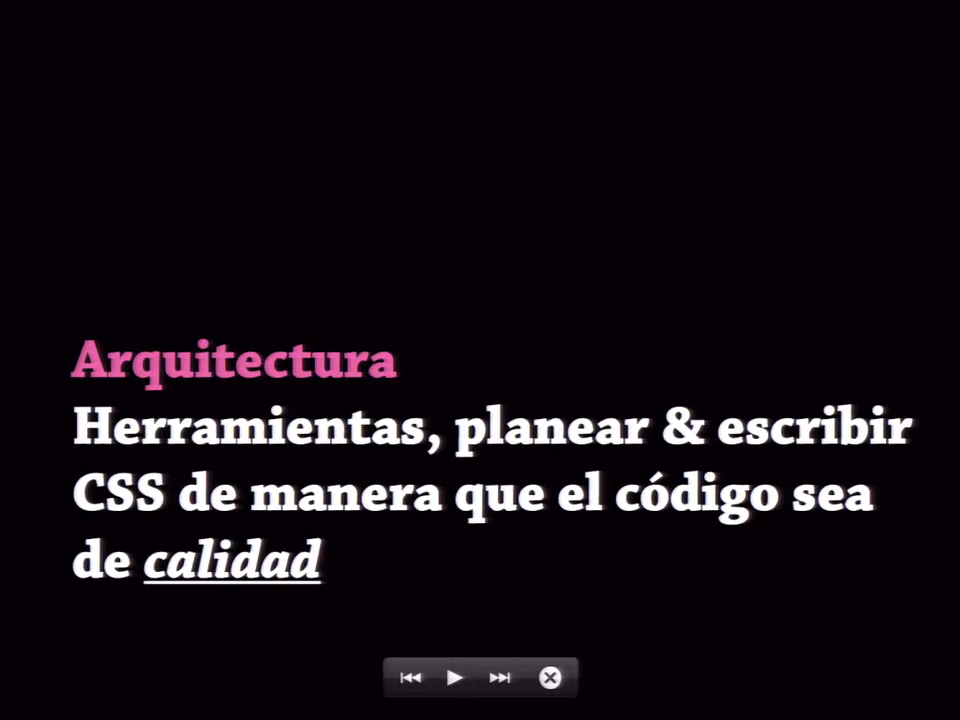 Arquitectura
Herramientas, planear & escribir
CSS de manera que el código sea
de calidad